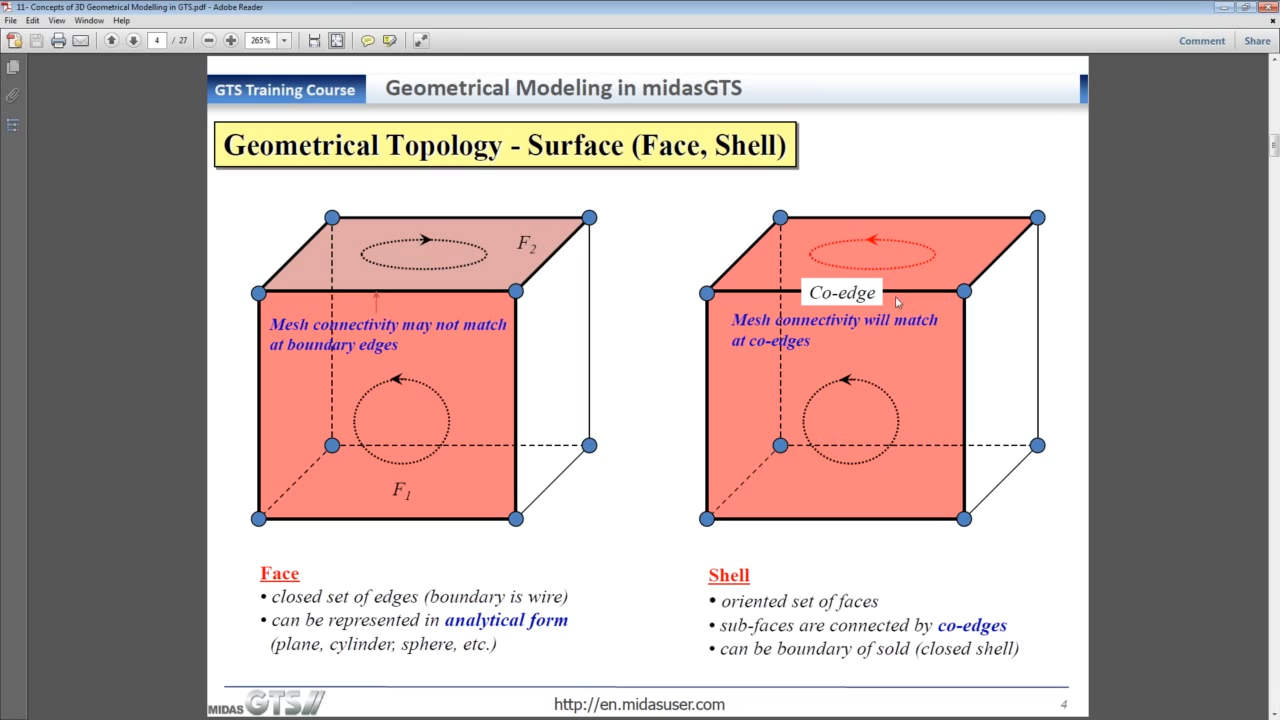 11- Concepts of 3D Geometrical Modelling in GTS.pdf - Adobe Reader
File Edit View Window Help
4 / 27 265% Comment Share
GTS Training Course Geometrical Modeling in midasGTS
Geometrical Topology - Surface (Face, Shell)
F2
Mesh connectivity may not match
at boundary edges
F1
Co-edge
Mesh connectivity will match
at co-edges
Face
• closed set of edges (boundary is wire)
• can be represented in analytical form
(plane, cylinder, sphere, etc.)
Shell
• oriented set of faces
• sub-faces are connected by co-edges
• can be boundary of sold (closed shell)
MIDAS GTS http://en.midasuser.com 4